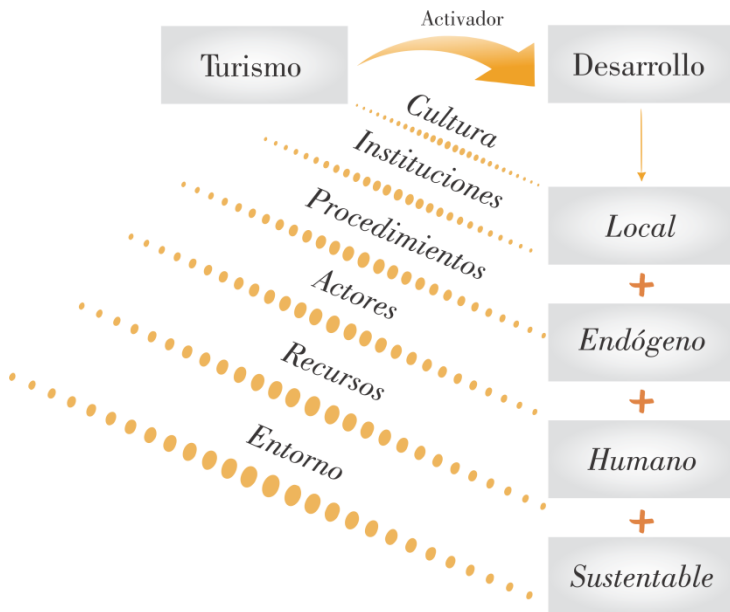 Activador
Turismo
Desarrollo
Cultura
Instituciones
Procedimientos
Actores
Recursos
Entorno
Local
+
Endógeno
+
Humano
+
Sustentable